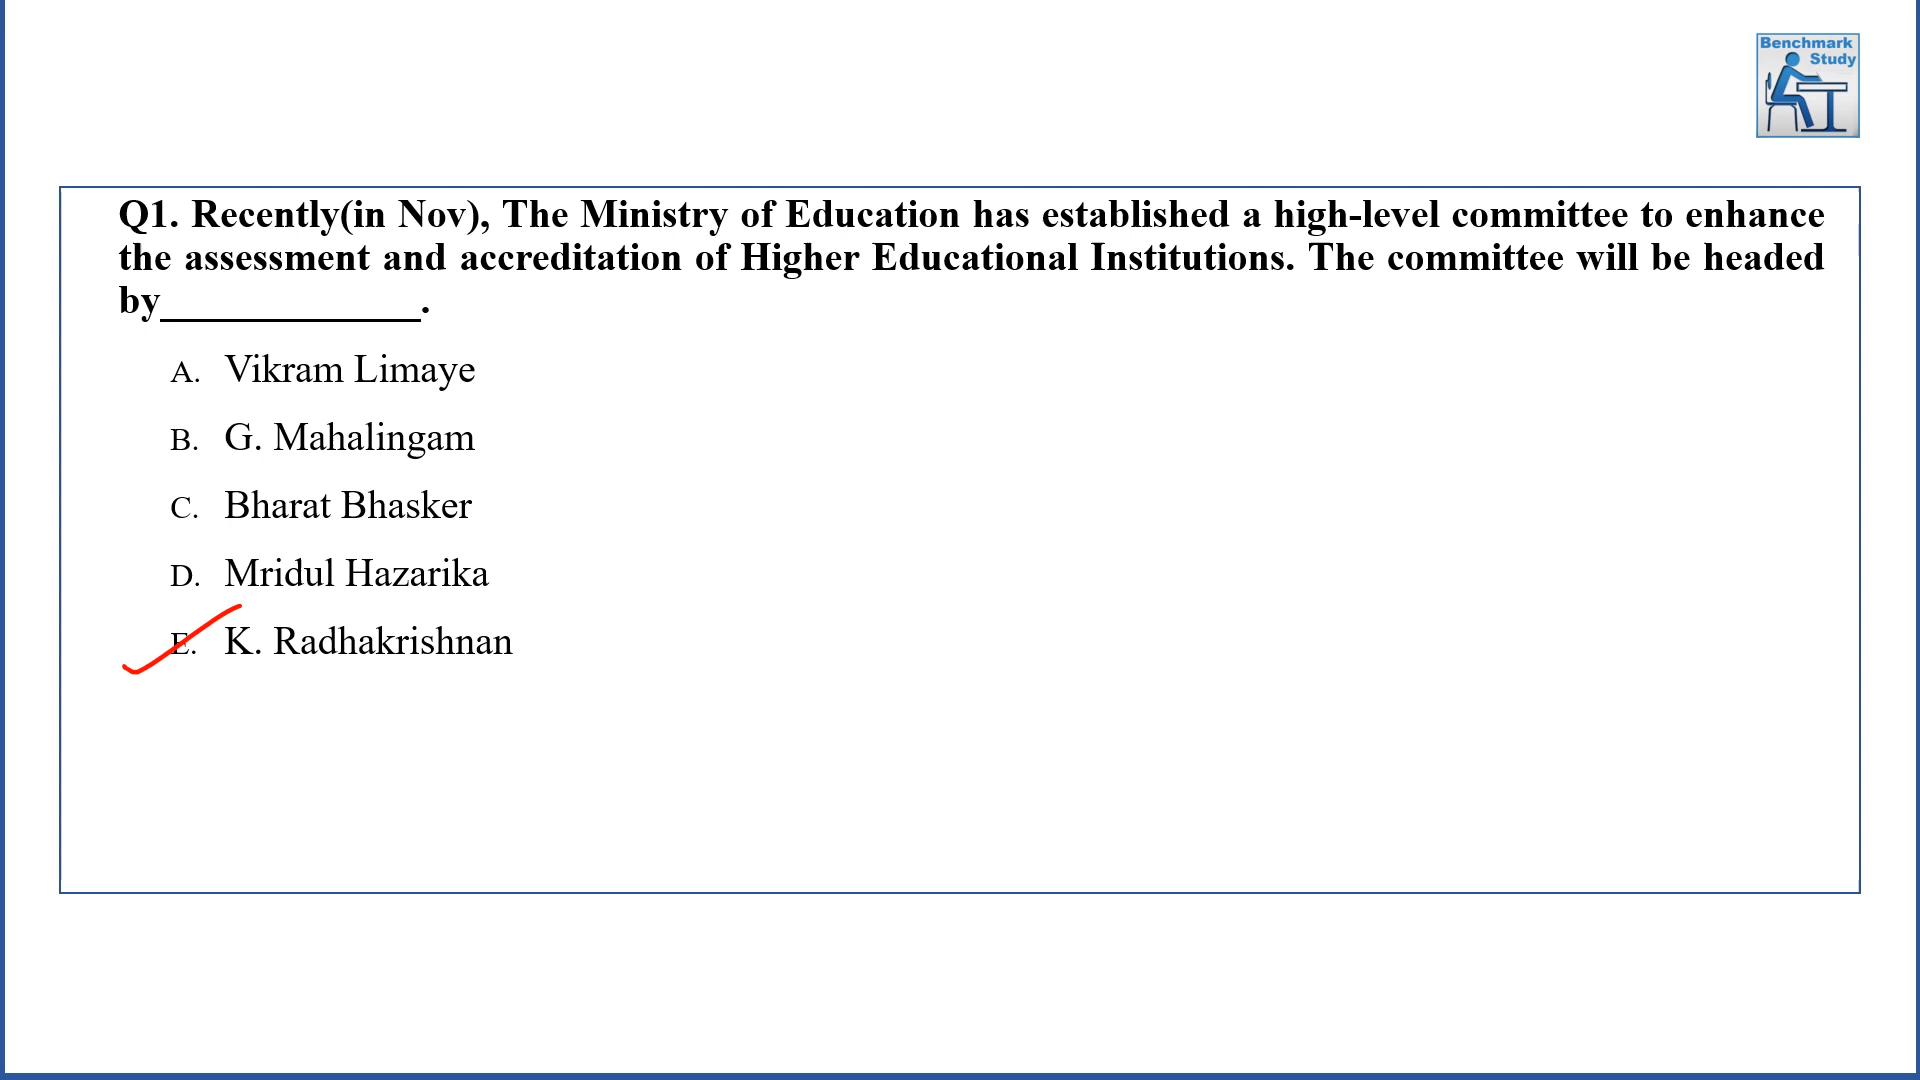 Benchmark
Study
Q1. Recently(in Nov), The Ministry of Education has established a high-level committee to enhance
the assessment and accreditation of Higher Educational Institutions. The committee will be headed
by_____________.
A. Vikram Limaye
B. G. Mahalingam
C. Bharat Bhasker
D. Mridul Hazarika
E. K. Radhakrishnan